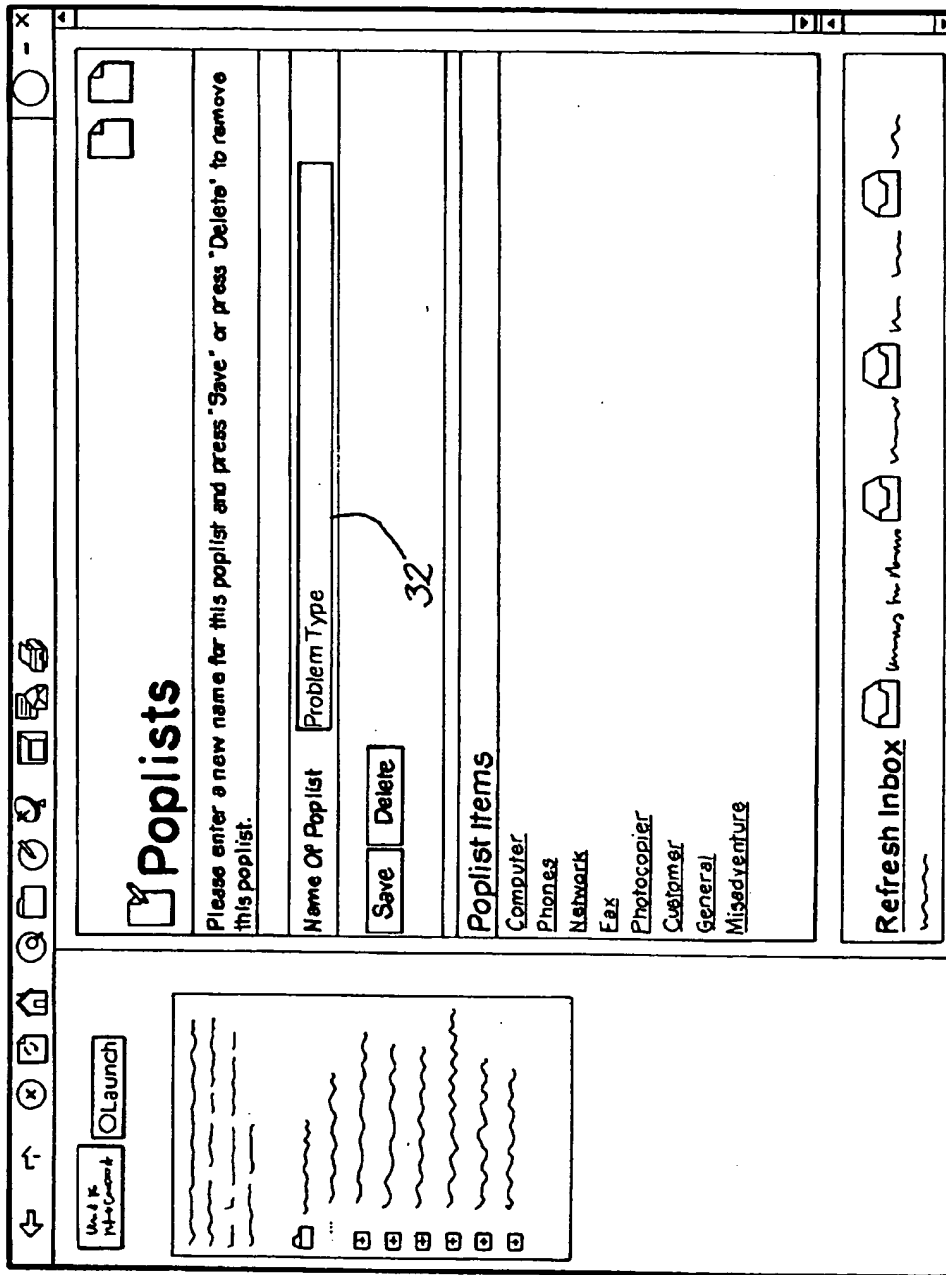 Launch
Poplists
Please enter a new name for this poplist and press "Save" or press "Delete" to remove
this poplist.
Name Of Poplist
Problem Type
32
Save
Delete
Poplist Items
Computer
Phones
Network
Fax
Photocopier
Customer
General
Misadventure
Refresh Inbox